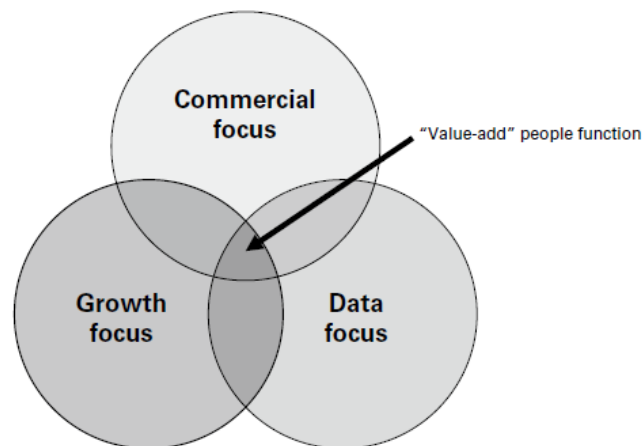 Commercial
focus
“Value-add” people function
Growth
focus
Data
focus